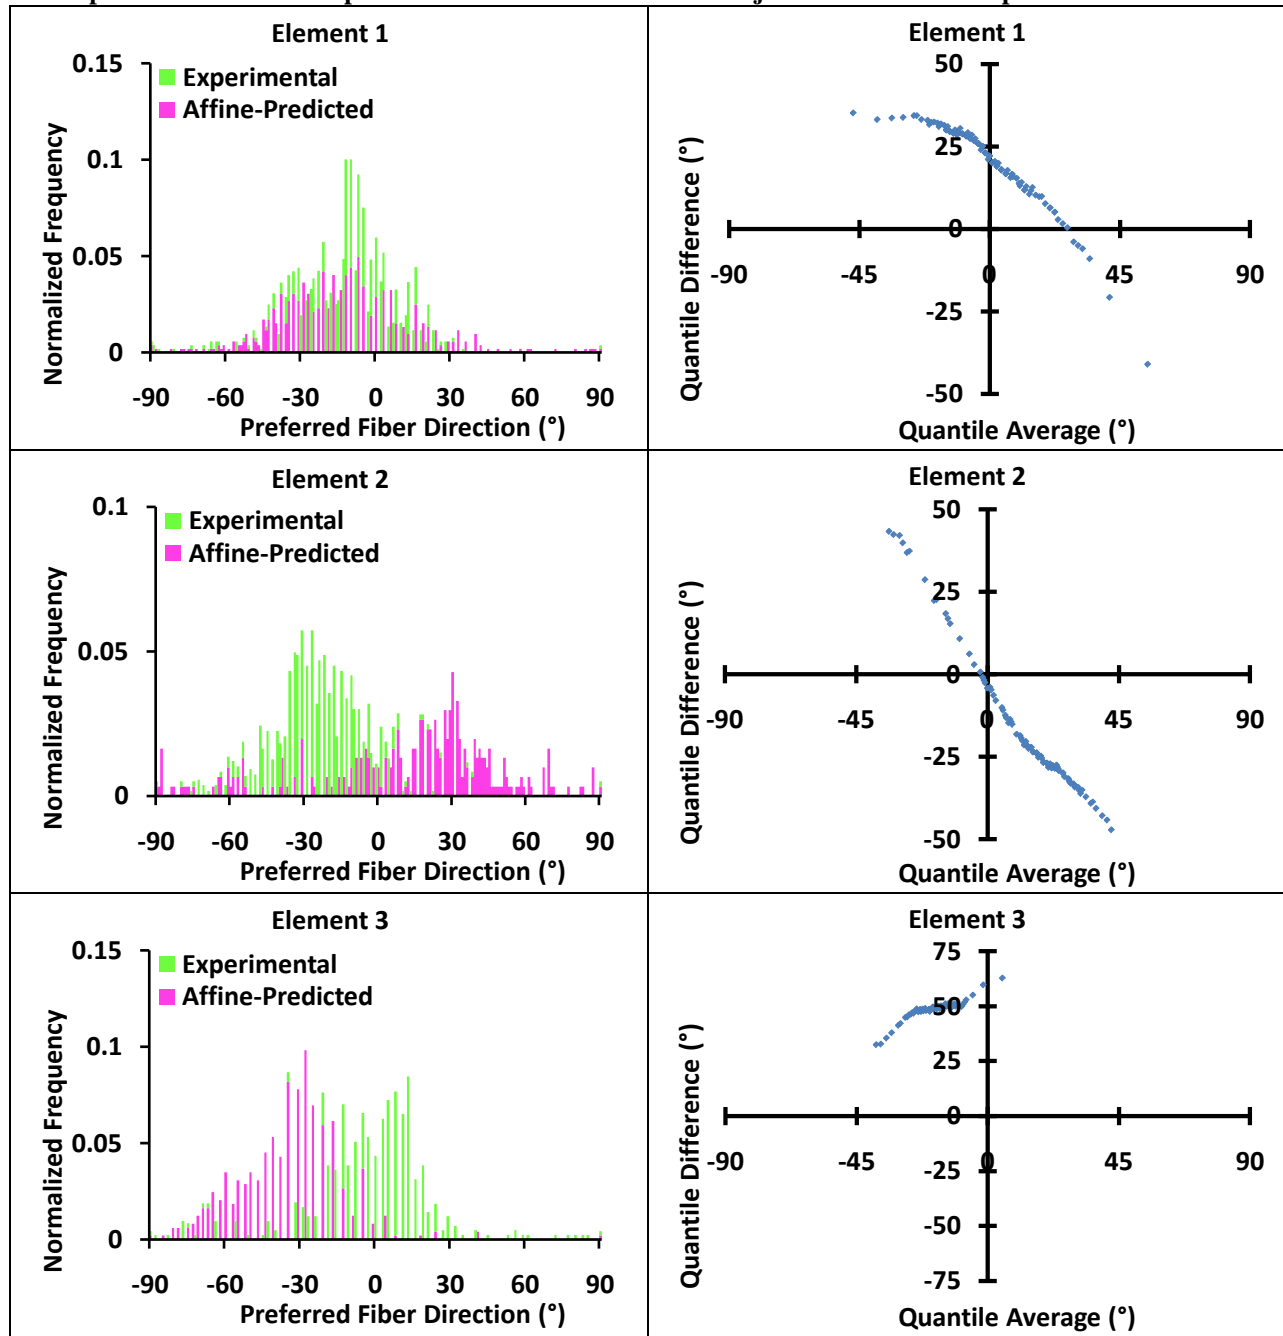 Element 1
0.15
0.1
0.05
0
Normalized Frequency
Experimental
Affine-Predicted
-90 -60 -30 0 30 60 90
Preferred Fiber Direction (°)
Element 1
50
25
0
-25
-50
Quantile Difference (°)
-90 -45 0 45 90
Quantile Average (°)
Element 2
0.1
0.05
0
Normalized Frequency
Experimental
Affine-Predicted
-90 -60 -30 0 30 60 90
Preferred Fiber Direction (°)
Element 2
50
25
0
-25
-50
Quantile Difference (°)
-90 -45 0 45 90
Quantile Average (°)
Element 3
0.15
0.1
0.05
0
Normalized Frequency
Experimental
Affine-Predicted
-90 -60 -30 0 30 60 90
Preferred Fiber Direction (°)
Element 3
75
50
25
0
-25
-50
-75
Quantile Difference (°)
-90 -45 0 45 90
Quantile Average (°)